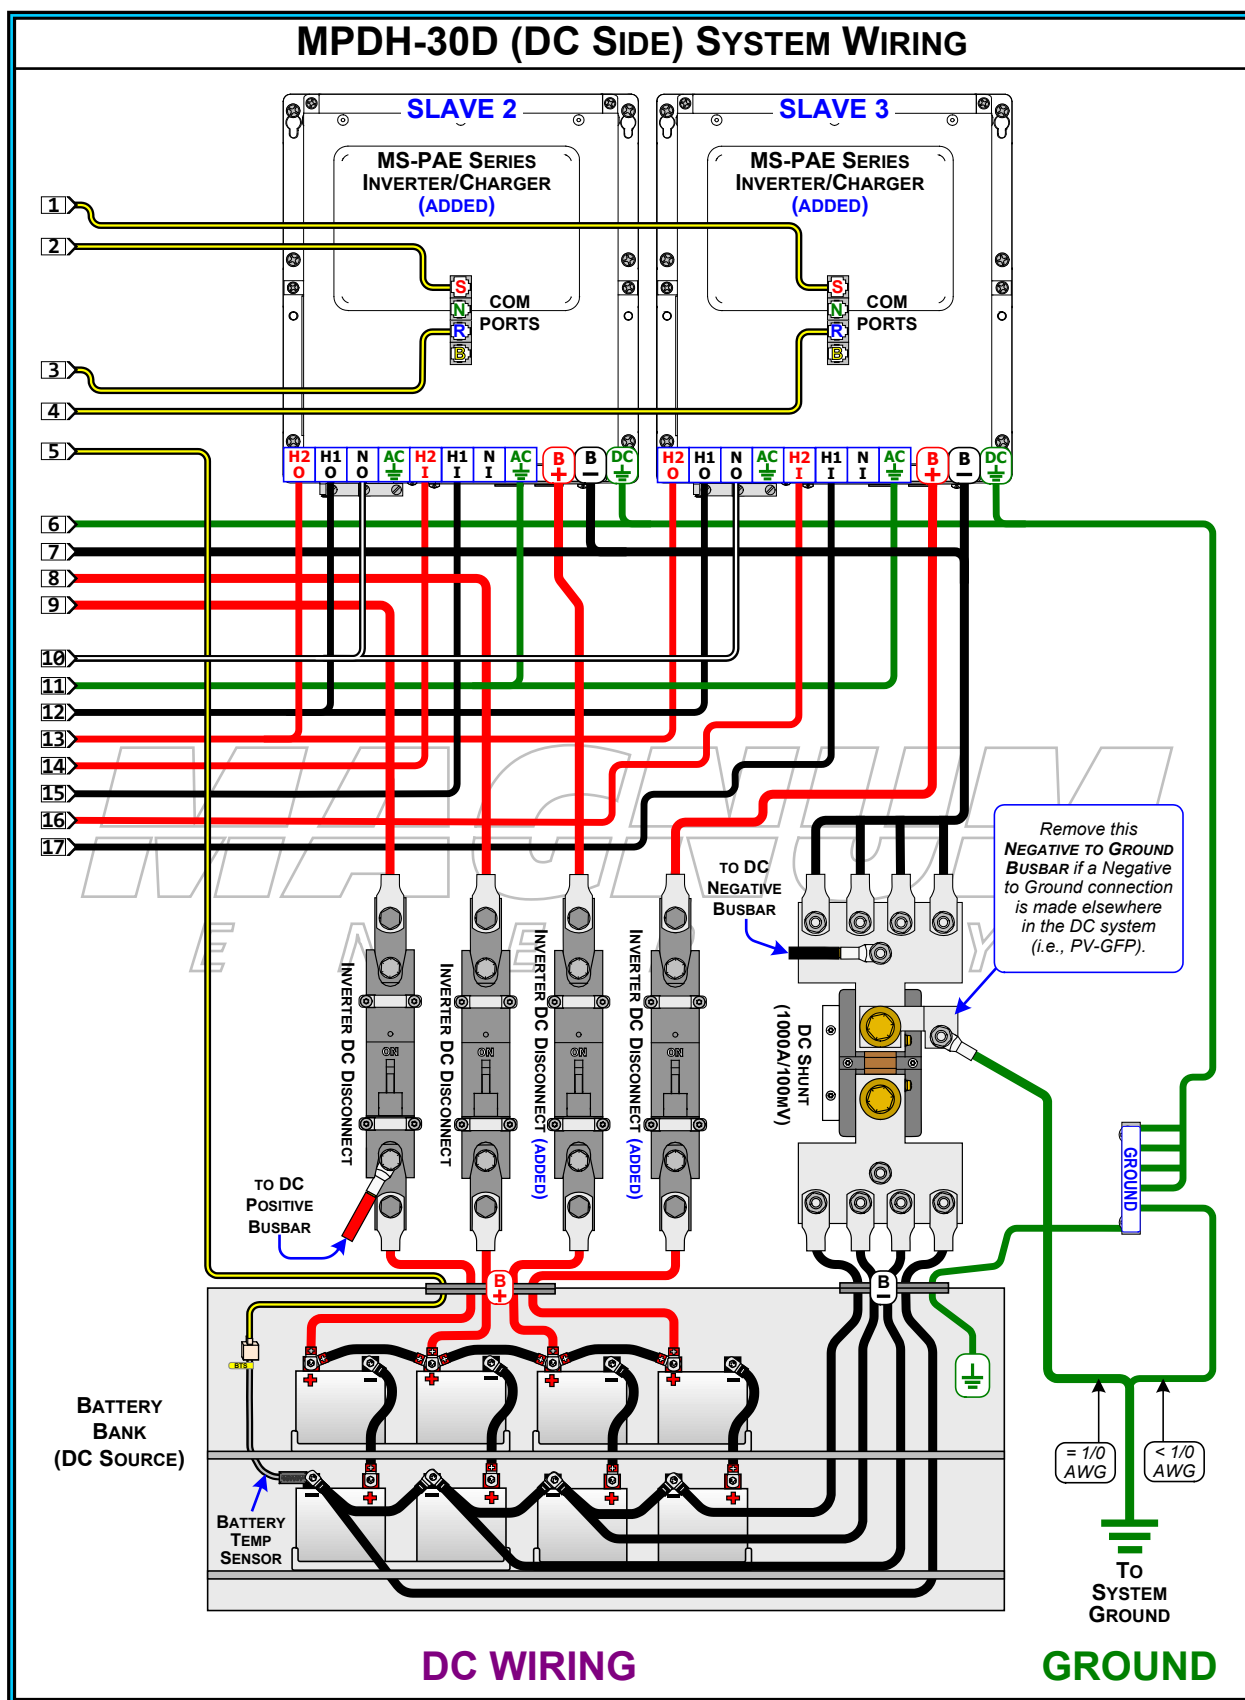 MPDH-30D (DC Side) System Wiring
SLAVE 2
SLAVE 3
MS-PAE Series
Inverter/Charger
(added)
MS-PAE Series
Inverter/Charger
(added)
1
2
3
4
5
S
N
R
B
COM
PORTS
S
N
R
B
COM
PORTS
H2 O
H1 O
N O
AC
H2 I
H1 I
N I
AC
B +
B –
DC
H2 O
H1 O
N O
AC
H2 I
H1 I
N I
AC
B +
B –
DC
6
7
8
9
10
11
12
13
14
15
16
17
MAGNUM
to DC
Negative
Busbar
Remove this
Negative to Ground
Busbar if a Negative
to Ground connection
is made elsewhere
in the DC system
(i.e., PV-GFP).
Inverter DC Disconnect
Inverter DC Disconnect
Inverter DC Disconnect (added)
Inverter DC Disconnect (added)
ON
ON
ON
ON
DC Shunt
(1000A/100mV)
to DC
Positive
Busbar
GROUND
B +
B –
BTS
Battery
Bank
(DC Source)
+ –
+ –
+ –
+ –
– +
– +
– +
– +
Battery
Temp
Sensor
= 1/0
AWG
< 1/0
AWG
To
System
Ground
DC WIRING
GROUND